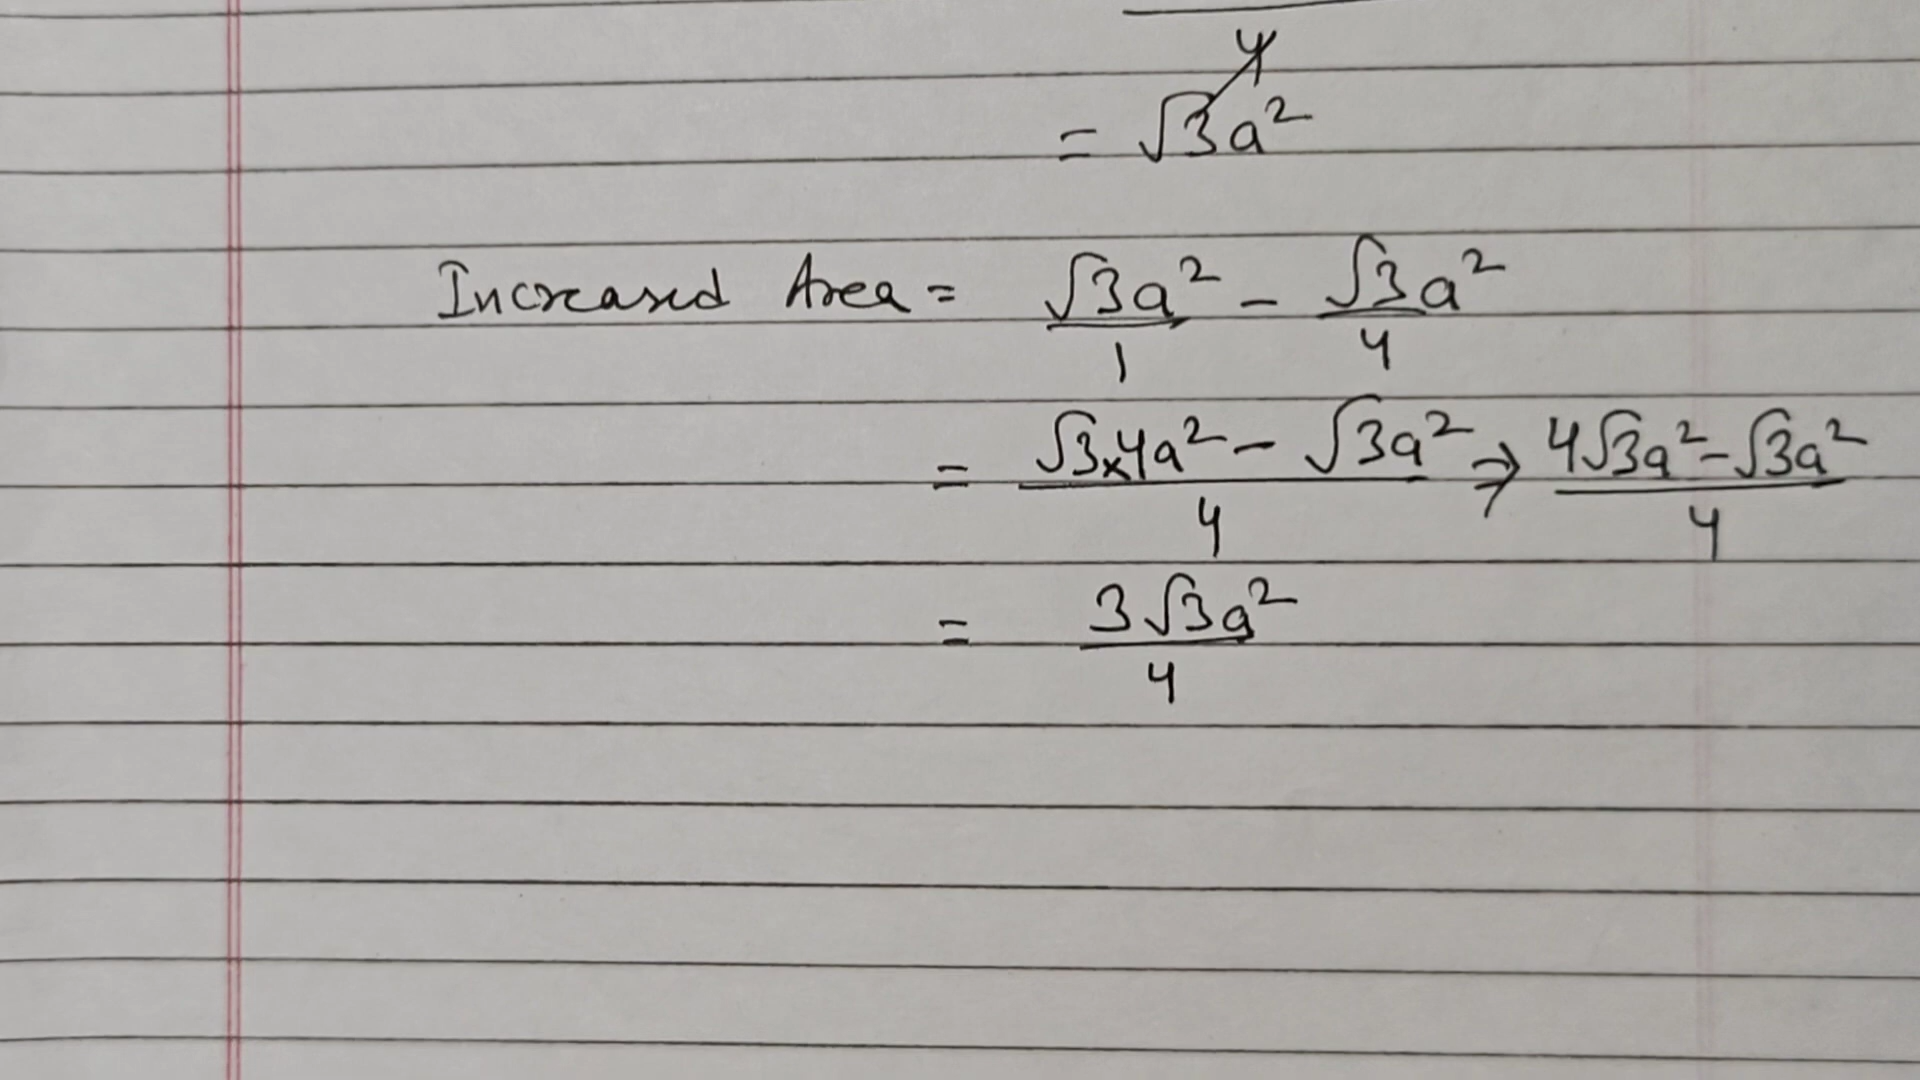 4
= √3a²
Increased Area = √3a²/1 - √3a²/4
= √3×4a² - √3a²/4 ⇒ 4√3a² - √3a²/4
= 3√3a²/4